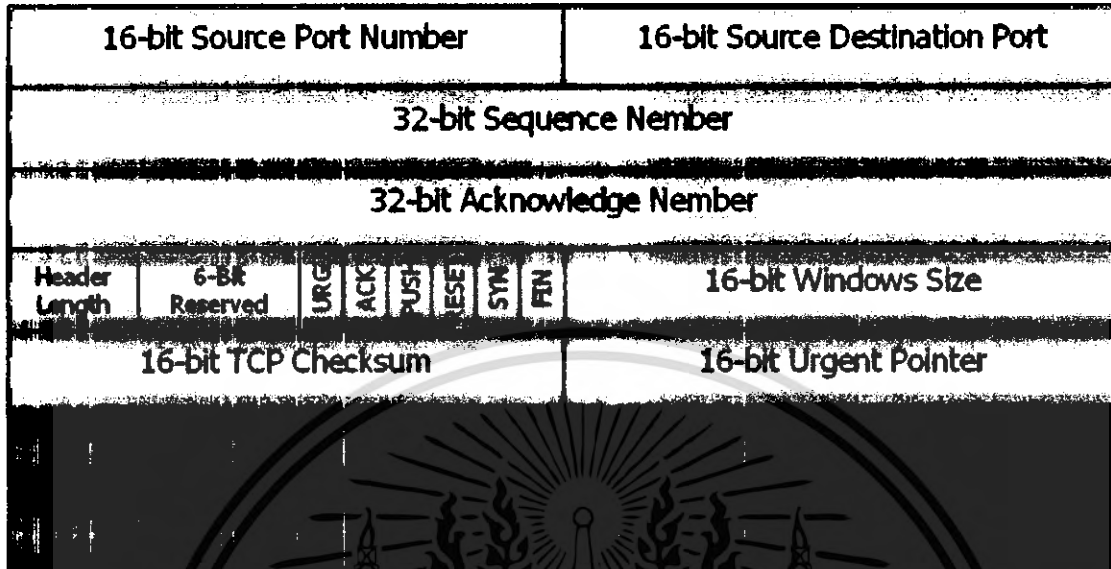 16-bit Source Port Number
16-bit Source Destination Port
32-bit Sequence Nember
32-bit Acknowledge Nember
Header Length
6-Bit Reserved
URG
ACK
PUSH
RESET
SYN
FIN
16-bit Windows Size
16-bit TCP Checksum
16-bit Urgent Pointer